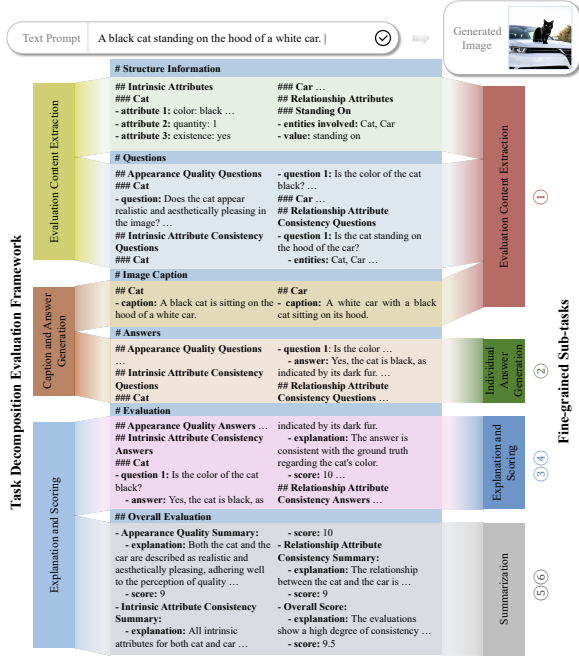 Text Prompt
A black cat standing on the hood of a white car. |
Generated
Image
Task Decomposition Evaluation Framework
Evaluation Content Extraction
Caption and Answer
Generation
Explanation and Scoring
# Structure Information
## Intrinsic Attributes
### Cat
- attribute 1: color: black …
- attribute 2: quantity: 1
- attribute 3: existence: yes
### Car …
## Relationship Attributes
### Standing On
- entities involved: Cat, Car
- value: standing on
# Questions
## Appearance Quality Questions
### Cat
- question: Does the cat appear
realistic and aesthetically pleasing in
the image? …
## Intrinsic Attribute Consistency
Questions
### Cat
- question 1: Is the color of the cat
black? …
### Car …
## Relationship Attribute
Consistency Questions
- question 1: Is the cat standing on
the hood of the car?
- entities: Cat, Car …
# Image Caption
## Cat
- caption: A black cat is sitting on the
hood of a white car.
## Car
- caption: A white car with a black
cat sitting on its hood.
# Answers
## Appearance Quality Questions
…
## Intrinsic Attribute Consistency
Questions
### Cat
- question 1: Is the color …
- answer: Yes, the cat is black, as
indicated by its dark fur. …
## Relationship Attribute
Consistency Questions …
# Evaluation
## Appearance Quality Answers …
## Intrinsic Attribute Consistency
Answers
### Cat
- question 1: Is the color of the cat
black?
- answer: Yes, the cat is black, as
indicated by its dark fur.
- explanation: The answer is
consistent with the ground truth
regarding the cat's color.
- score: 10 …
## Relationship Attribute
Consistency Answers …
## Overall Evaluation
- Appearance Quality Summary:
- explanation: Both the cat and the
car are described as realistic and
aesthetically pleasing, adhering well
to the perception of quality …
- score: 9
- Intrinsic Attribute Consistency
Summary:
- explanation: All intrinsic
attributes for both cat and car …
- score: 10
- Relationship Attribute
Consistency Summary:
- explanation: The relationship
between the cat and the car is …
- score: 9
- Overall Score:
- explanation: The evaluations
show a high degree of consistency …
- score: 9.5
Evaluation Content Extraction
Individual
Answer
Generation
Explanation and
Scoring
Summarization
①
②
③④
⑤⑥
Fine-grained Sub-tasks